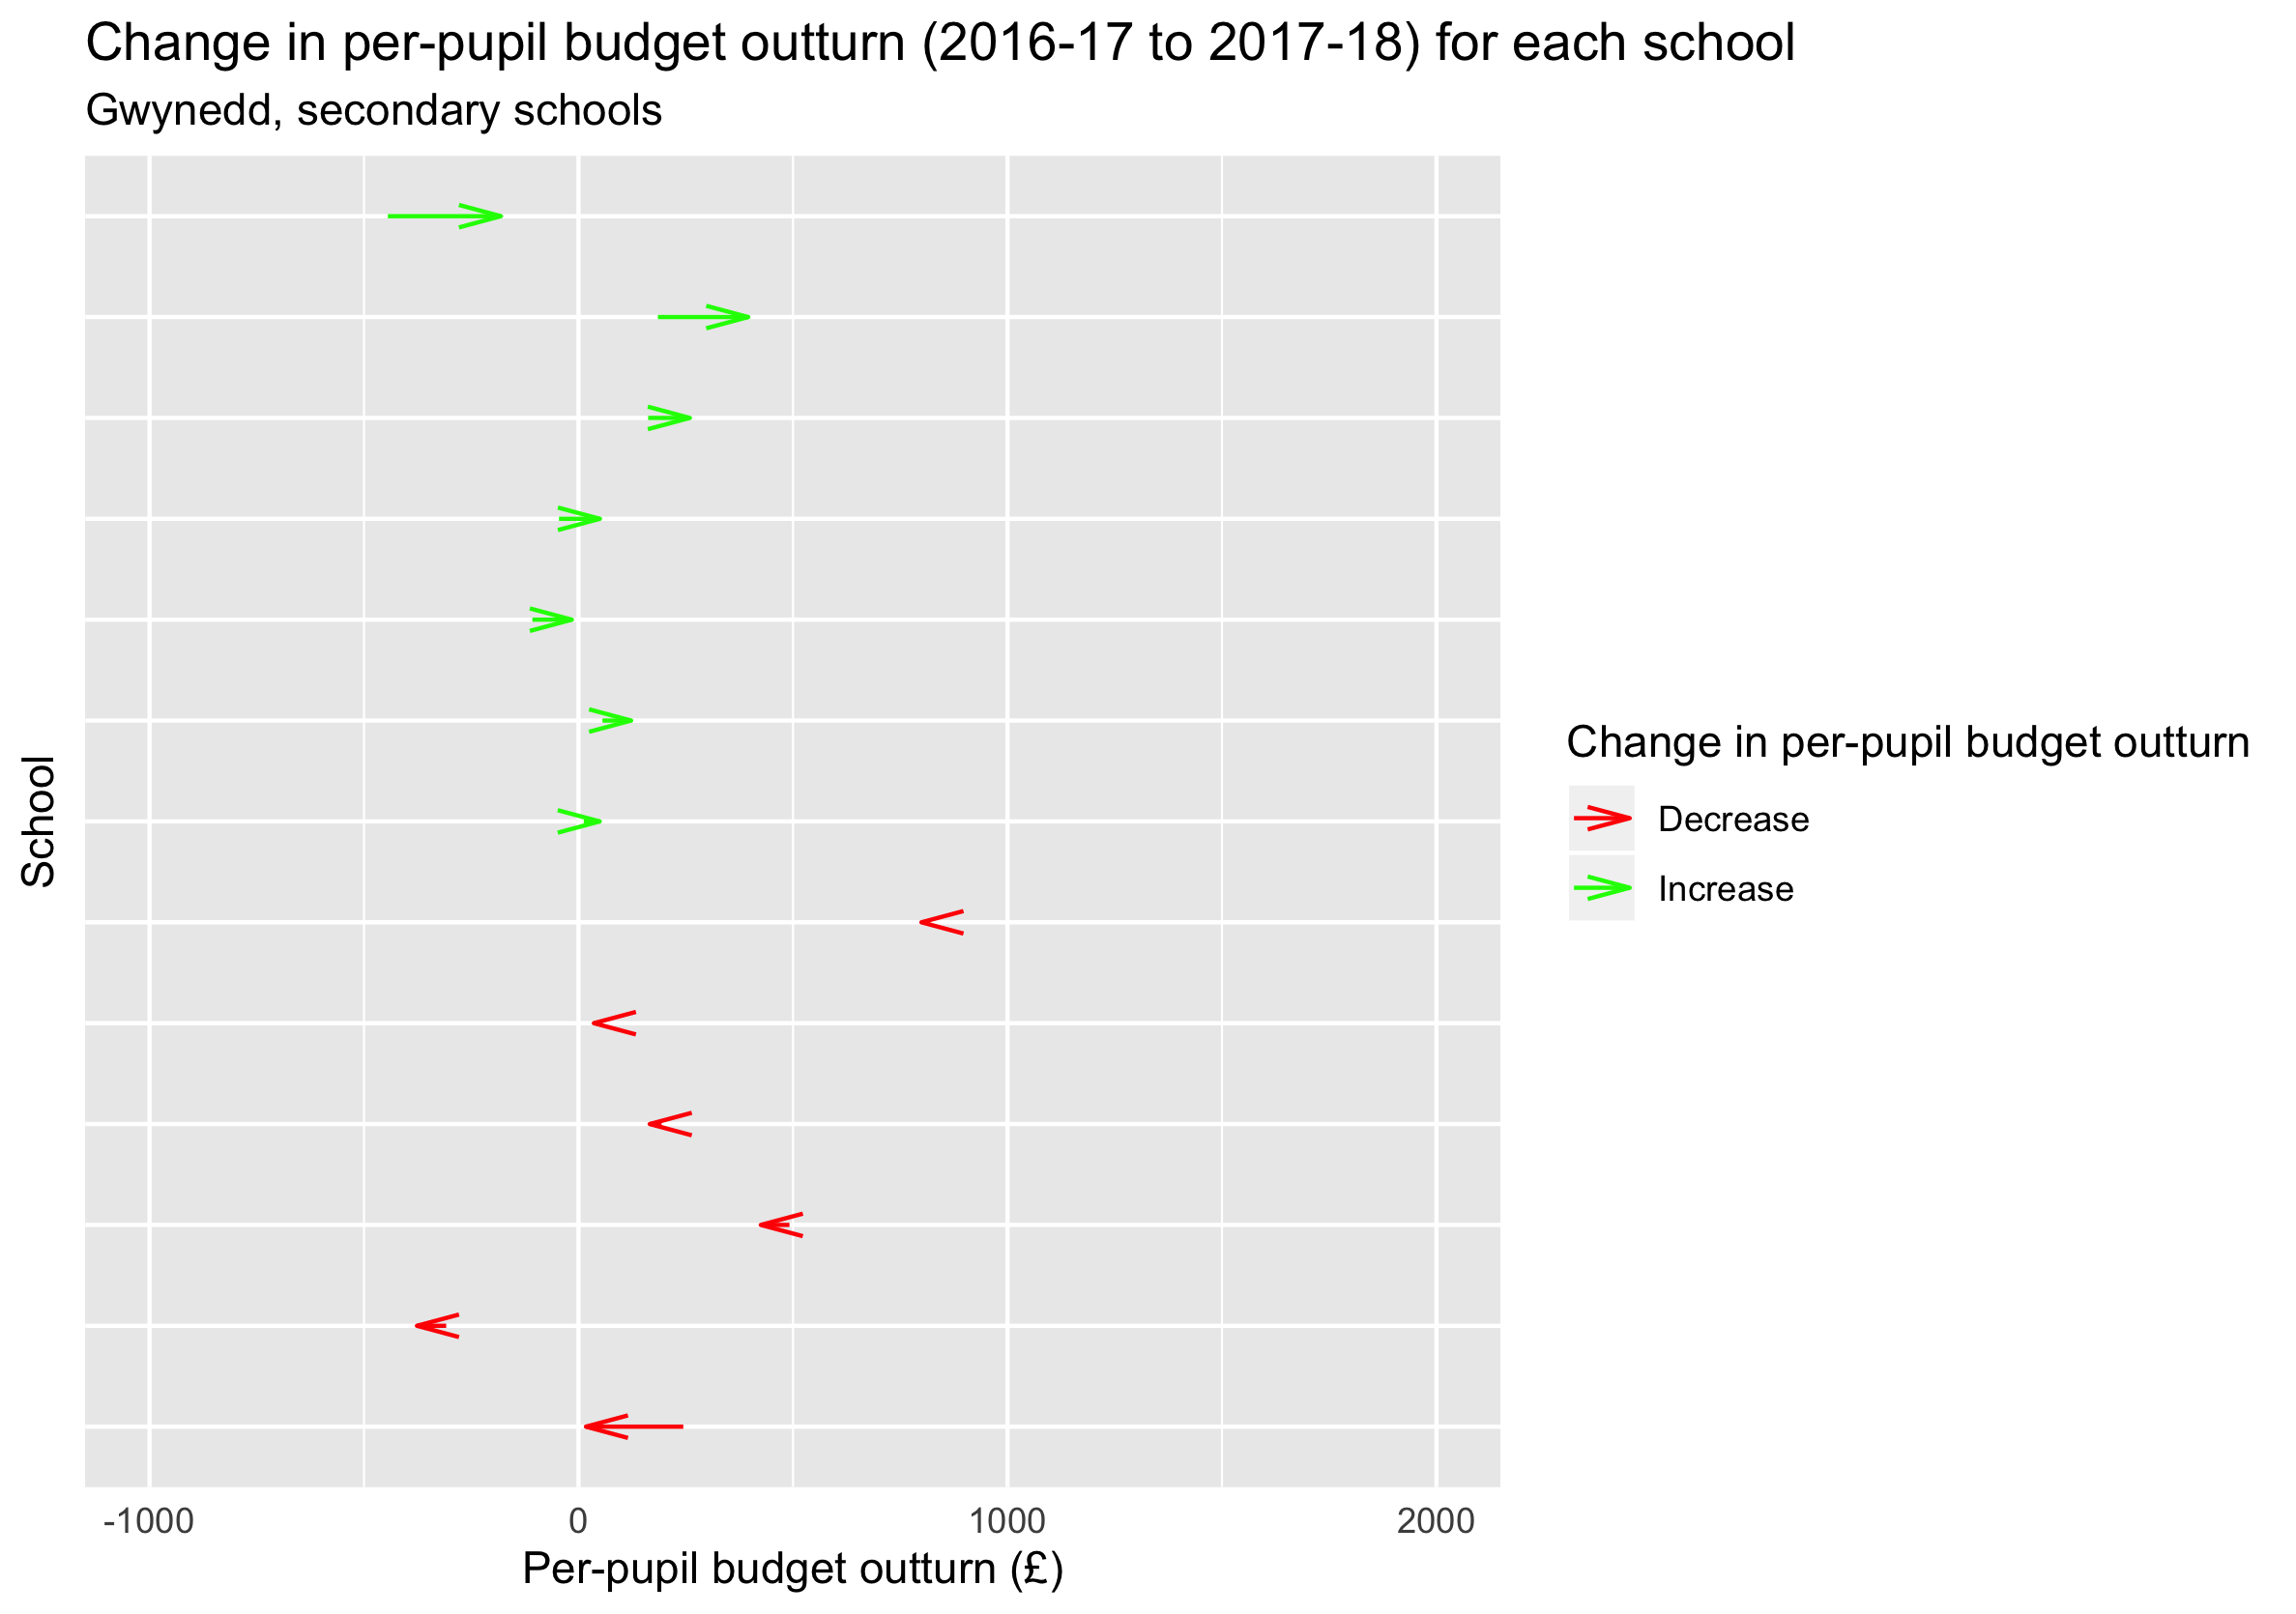 Change in per-pupil budget outturn (2016-17 to 2017-18) for each school
Gwynedd, secondary schools
School
-1000 0 1000 2000
Per-pupil budget outturn (£)
Change in per-pupil budget outturn
Decrease
Increase